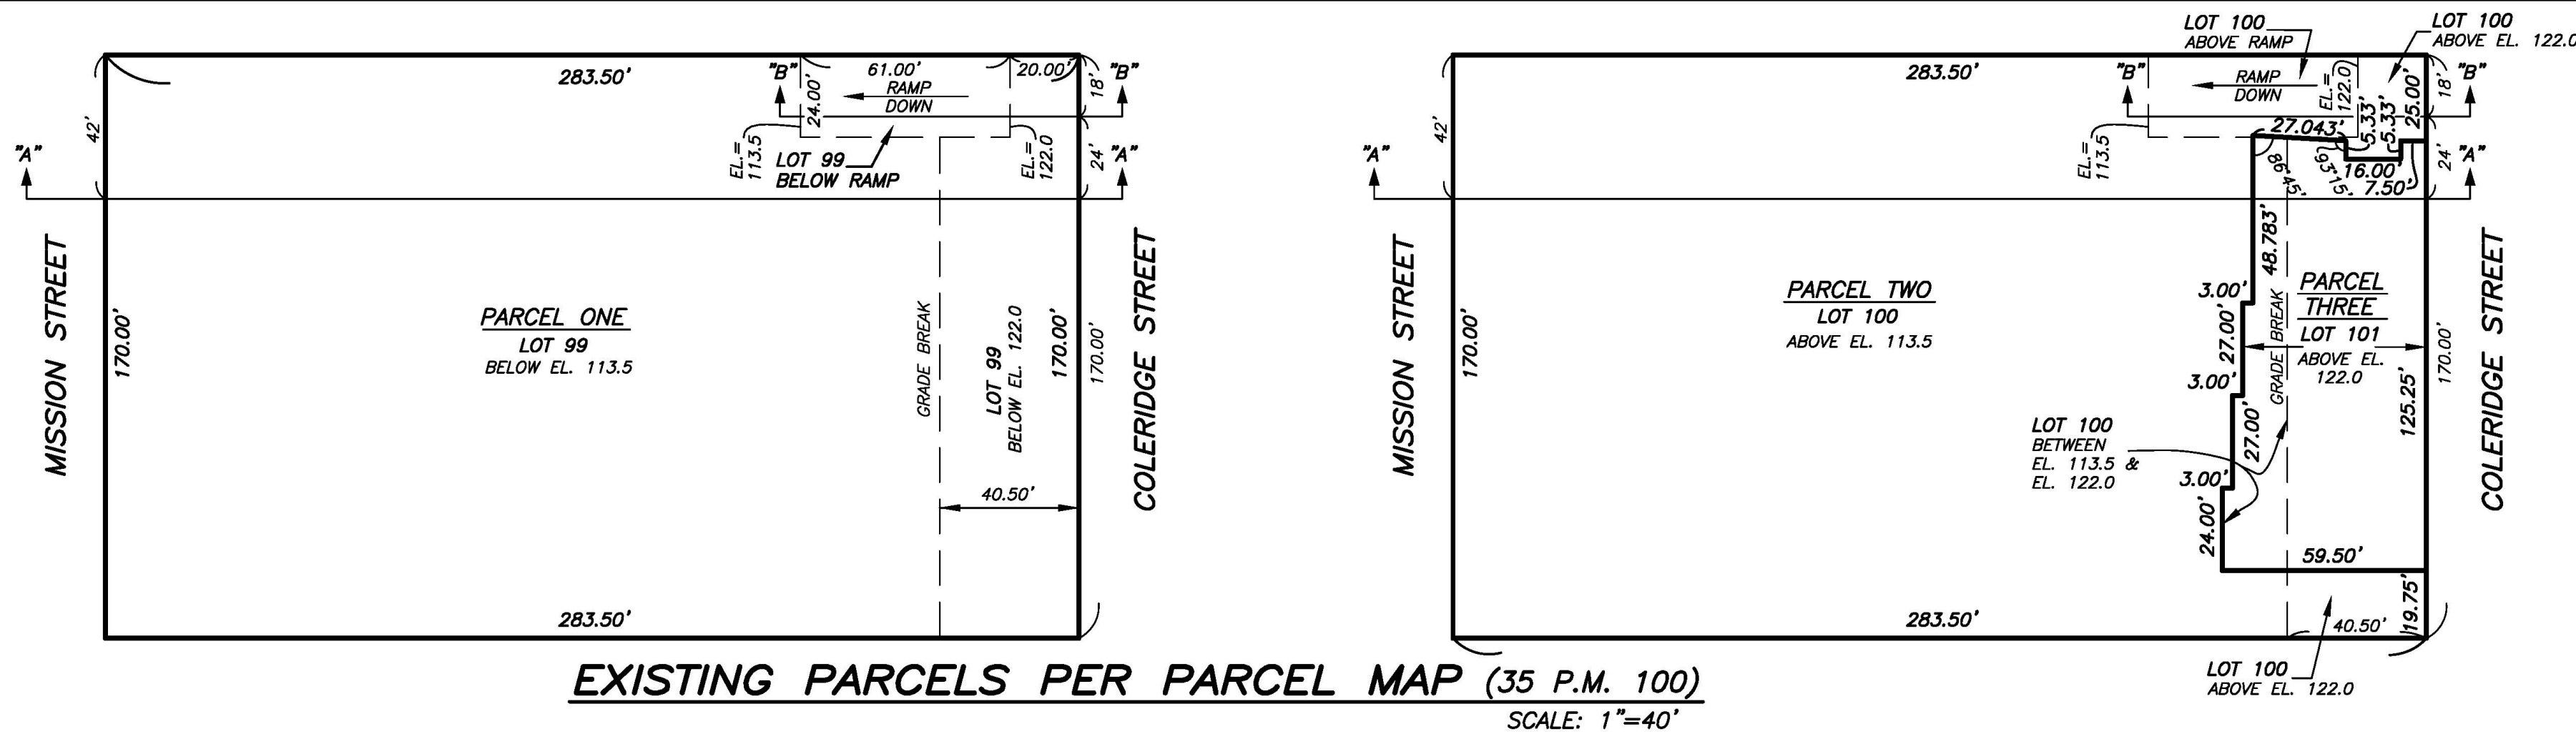 283.50'
"B"
61.00'
RAMP
DOWN
20.00'
18'
"B"
24.00'
42'
"A"
EL.=
113.5
LOT 99
BELOW RAMP
EL.=
122.0
24'
"A"
MISSION STREET
170.00'
PARCEL ONE
LOT 99
BELOW EL. 113.5
GRADE BREAK
LOT 99
BELOW EL. 122.0
170.00'
170.00'
COLERIDGE STREET
40.50'
283.50'
LOT 100
ABOVE RAMP
LOT 100
ABOVE EL. 122.0
283.50'
"B"
RAMP
DOWN
EL.=
122.0
5.33'
5.33'
25.00'
18'
"B"
42'
"A"
EL.=
113.5
27.043'
86°45'
93°15'
16.00'
7.50'
24'
"A"
MISSION STREET
170.00'
PARCEL TWO
LOT 100
ABOVE EL. 113.5
48.783'
3.00'
27.00'
3.00'
27.00'
3.00'
24.00'
GRADE BREAK
PARCEL
THREE
LOT 101
ABOVE EL.
122.0
125.25'
170.00'
COLERIDGE STREET
LOT 100
BETWEEN
EL. 113.5 &
EL. 122.0
59.50'
19.75'
283.50'
40.50'
LOT 100
ABOVE EL. 122.0
EXISTING PARCELS PER PARCEL MAP (35 P.M. 100)
SCALE: 1"=40'